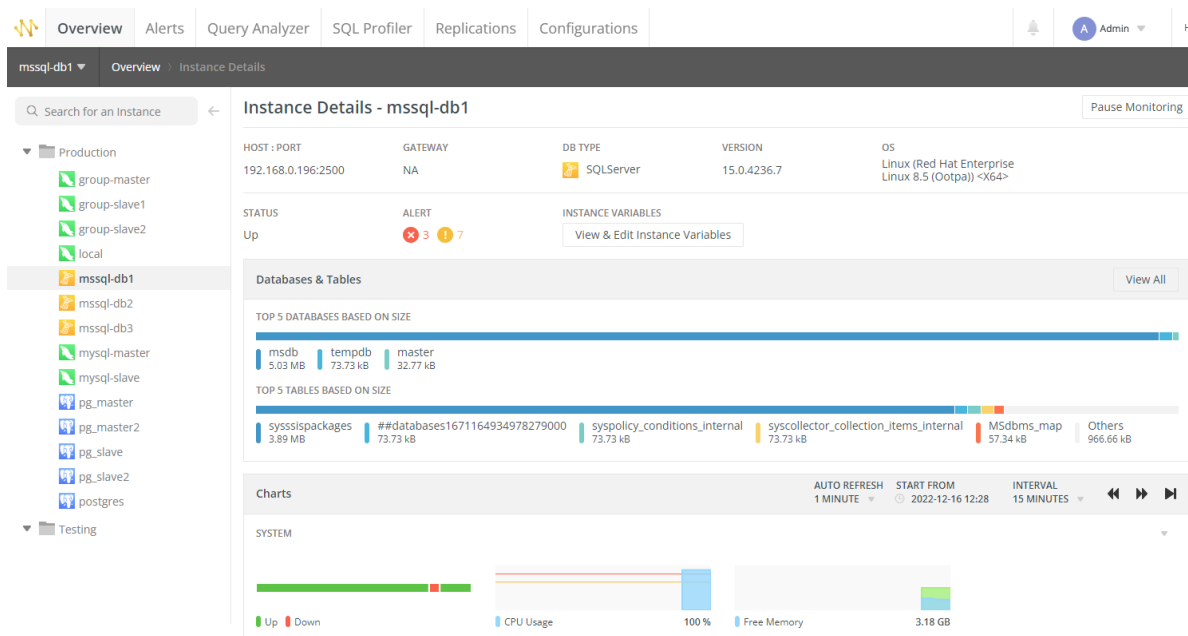 Overview Alerts Query Analyzer SQL Profiler Replications Configurations A Admin
mssql-db1 Overview Instance Details
Search for an Instance
Production
group-master
group-slave1
group-slave2
local
mssql-db1
mssql-db2
mssql-db3
mysql-master
mysql-slave
pg_master
pg_master2
pg_slave
pg_slave2
postgres
Testing
Instance Details - mssql-db1 Pause Monitoring
HOST : PORT GATEWAY DB TYPE VERSION OS
192.168.0.196:2500 NA SQLServer 15.0.4236.7 Linux (Red Hat Enterprise
Linux 8.5 (Ootpa)) <X64>
STATUS ALERT INSTANCE VARIABLES
Up 3 7 View & Edit Instance Variables
Databases & Tables View All
TOP 5 DATABASES BASED ON SIZE
msdb tempdb master
5.03 MB 73.73 kB 32.77 kB
TOP 5 TABLES BASED ON SIZE
sysssispackages ##databases1671164934978279000 syspolicy_conditions_internal syscollector_collection_items_internal MSdbms_map Others
3.89 MB 73.73 kB 73.73 kB 73.73 kB 57.34 kB 966.66 kB
Charts AUTO REFRESH START FROM INTERVAL
1 MINUTE 2022-12-16 12:28 15 MINUTES
SYSTEM
Up Down CPU Usage 100 % Free Memory 3.18 GB